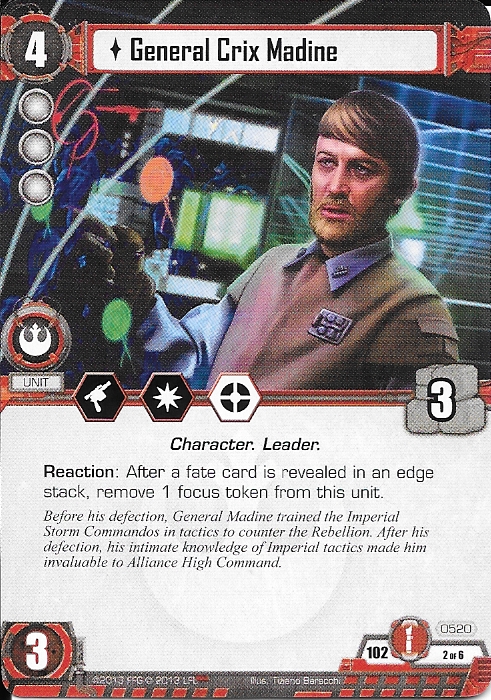 4
General Crix Madine
UNIT
3
Character. Leader.
Reaction: After a fate card is revealed in an edge
stack, remove 1 focus token from this unit.
Before his defection, General Madine trained the Imperial
Storm Commandos in tactics to counter the Rebellion. After his
defection, his intimate knowledge of Imperial tactics made him
invaluable to Alliance High Command.
3
©2013 FFG © 2013 LFL
Illus. Tiziano Baracchi
102
0520
2 OF 6